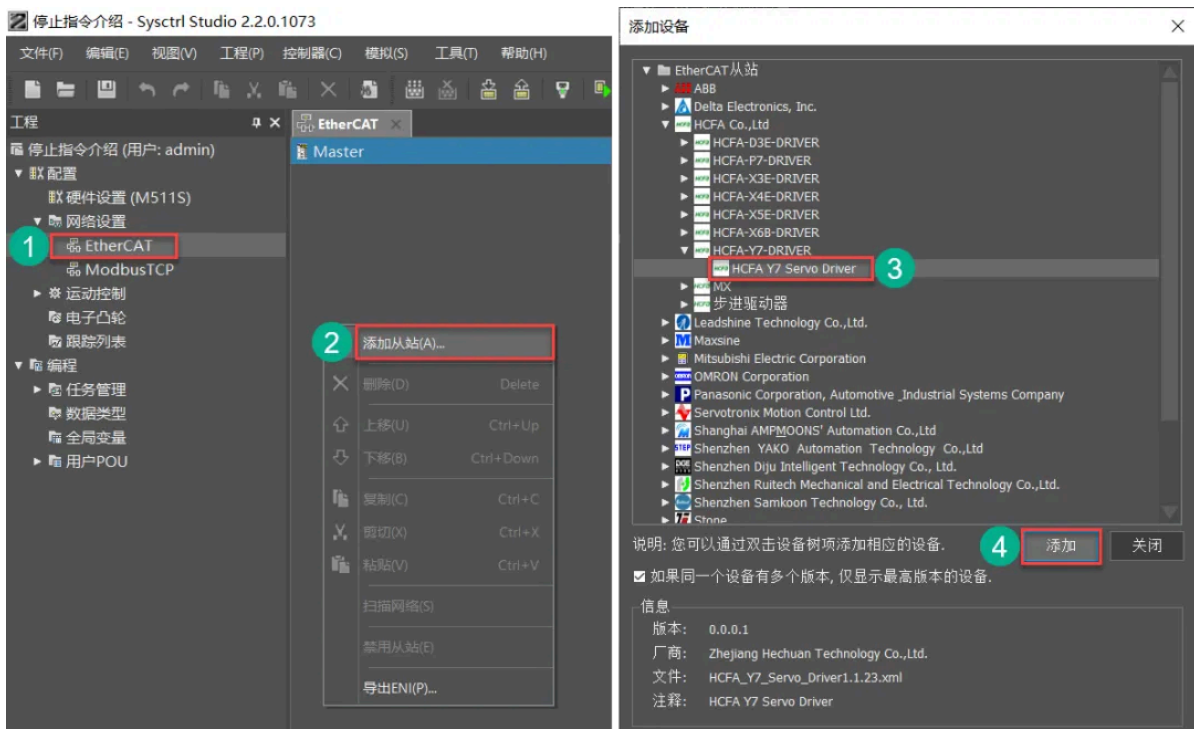 停止指令介绍 - Sysctrl Studio 2.2.0.1073
文件(F) 编辑(E) 视图(V) 工程(P) 控制器(C) 模拟(S) 工具(T) 帮助(H)
工程
停止指令介绍 (用户: admin)
配置
硬件设置 (M511S)
网络设置
1
EtherCAT
ModbusTCP
运动控制
电子凸轮
跟踪列表
编程
任务管理
数据类型
全局变量
用户POU
EtherCAT
Master
2
添加从站(A)...
删除(D) Delete
上移(U) Ctrl+Up
下移(B) Ctrl+Down
复制(C) Ctrl+C
剪切(X) Ctrl+X
粘贴(V) Ctrl+V
扫描网络(S)
禁用从站(E)
导出ENI(P)...
添加设备
EtherCAT从站
ABB
Delta Electronics, Inc.
HCFA Co.,Ltd
HCFA-D3E-DRIVER
HCFA-P7-DRIVER
HCFA-X3E-DRIVER
HCFA-X4E-DRIVER
HCFA-X5E-DRIVER
HCFA-X6B-DRIVER
HCFA-Y7-DRIVER
HCFA Y7 Servo Driver
3
MX
步进驱动器
Leadshine Technology Co.,Ltd.
Maxsine
Mitsubishi Electric Corporation
OMRON Corporation
Panasonic Corporation, Automotive _Industrial Systems Company
Servotronix Motion Control Ltd.
Shanghai AMPMOONS' Automation Co.,Ltd
Shenzhen YAKO Automation Technology Co.,Ltd
Shenzhen Diju Intelligent Technology Co., Ltd.
Shenzhen Ruitech Mechanical and Electrical Technology Co.,Ltd.
Shenzhen Samkoon Technology Co., Ltd.
Stone
说明: 您可以通过双击设备树项添加相应的设备.
4
添加
关闭
如果同一个设备有多个版本, 仅显示最高版本的设备.
信息
版本: 0.0.0.1
厂商: Zhejiang Hechuan Technology Co.,Ltd.
文件: HCFA_Y7_Servo_Driver1.1.23.xml
注释: HCFA Y7 Servo Driver